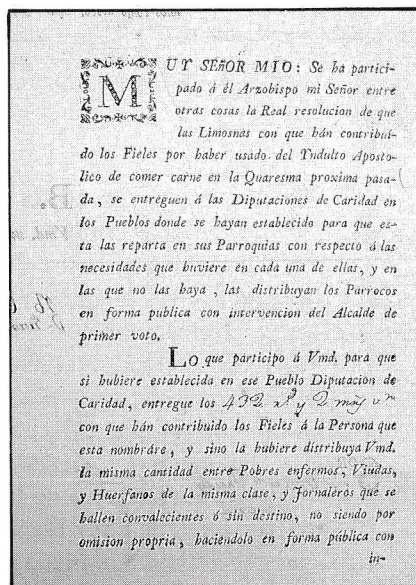 MUY SEñOR MIO: Se ha partici-
pado á él Arzobispo mi Señor entre
otras cosas la Real resolucion de que
las Limosnas con que hán contribuí-
do los Fieles por haber usado del Yndulto Aposto-
lico de comer carne en la Quaresma proxima pasa-
da, se entreguen á las Diputaciones de Caridad en
los Pueblos donde se hayan establecido para que es-
ta las reparta en sus Parroquias con respecto á las
necesidades que huviere en cada una de ellas, y en
las que no las haya, las distribuyan los Parrocos
en forma publica con intervencion del Alcalde de
primer voto.
LO que participo á Vmd. para que
si hubiere establecida en ese Pueblo Diputacion de
Caridad, entregue los 432 rs y 2 mrs vn
con que hán contribuido los Fieles á la Persona que
esta nombráre, y sino la hubiere distribuya Vmd.
la misma cantidad entre Pobres enfermos, Viudas,
y Huerfanos de la misma clase, y Jornaleros que se
hallen convalecientes ó sin destino, no siendo por
omision propria, haciendolo en forma pública con
in-